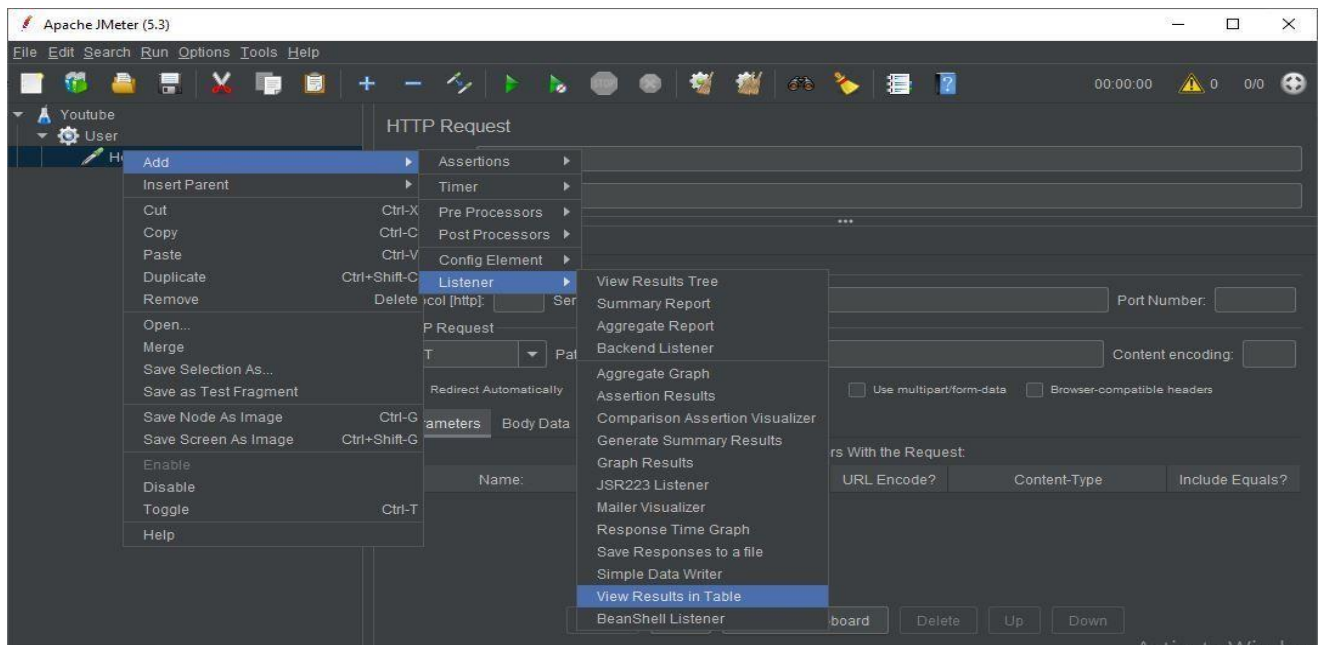 Apache JMeter (5.3)
File Edit Search Run Options Tools Help
STOP
00:00:00 0 0/0
Youtube
User
HTTP Request
Add
Insert Parent
Cut Ctrl-X
Copy Ctrl-C
Paste Ctrl-V
Duplicate Ctrl+Shift-C
Remove Delete
Open...
Merge
Save Selection As...
Save as Test Fragment
Save Node As Image Ctrl-G
Save Screen As Image Ctrl+Shift-G
Enable
Disable
Toggle Ctrl-T
Help
Assertions
Timer
Pre Processors
Post Processors
Config Element
Listener
View Results Tree
Summary Report
Aggregate Report
Backend Listener
Aggregate Graph
Assertion Results
Comparison Assertion Visualizer
Generate Summary Results
Graph Results
JSR223 Listener
Mailer Visualizer
Response Time Graph
Save Responses to a file
Simple Data Writer
View Results in Table
BeanShell Listener
[http]: Port Number:
Request
Content encoding:
Redirect Automatically Use multipart/form-data Browser-compatible headers
Body Data
With the Request:
Name: URL Encode? Content-Type Include Equals?
Delete Up Down